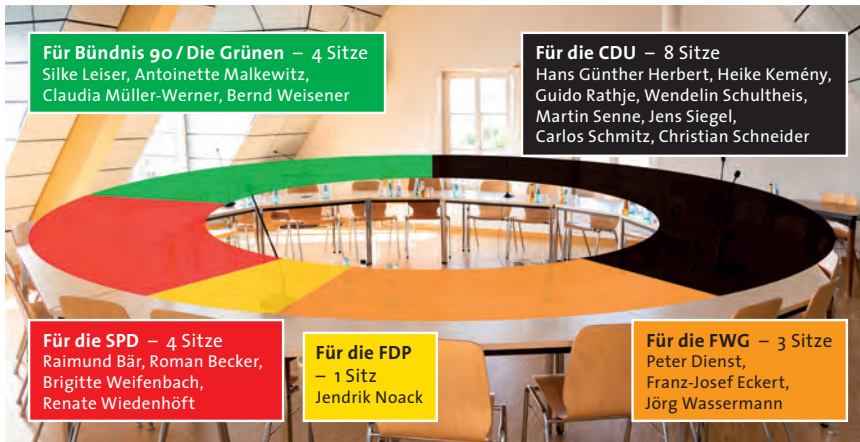 Für Bündnis 90/Die Grünen – 4 Sitze
Silke Leiser, Antoinette Malkewitz,
Claudia Müller-Werner, Bernd Weisener
Für die CDU – 8 Sitze
Hans Günther Herbert, Heike Kemény,
Guido Rathje, Wendelin Schultheis,
Martin Senne, Jens Siegel,
Carlos Schmitz, Christian Schneider
Für die SPD – 4 Sitze
Raimund Bär, Roman Becker,
Brigitte Weifenbach,
Renate Wiedenhöft
Für die FDP
– 1 Sitz
Jendrik Noack
Für die FWG – 3 Sitze
Peter Dienst,
Franz-Josef Eckert,
Jörg Wassermann